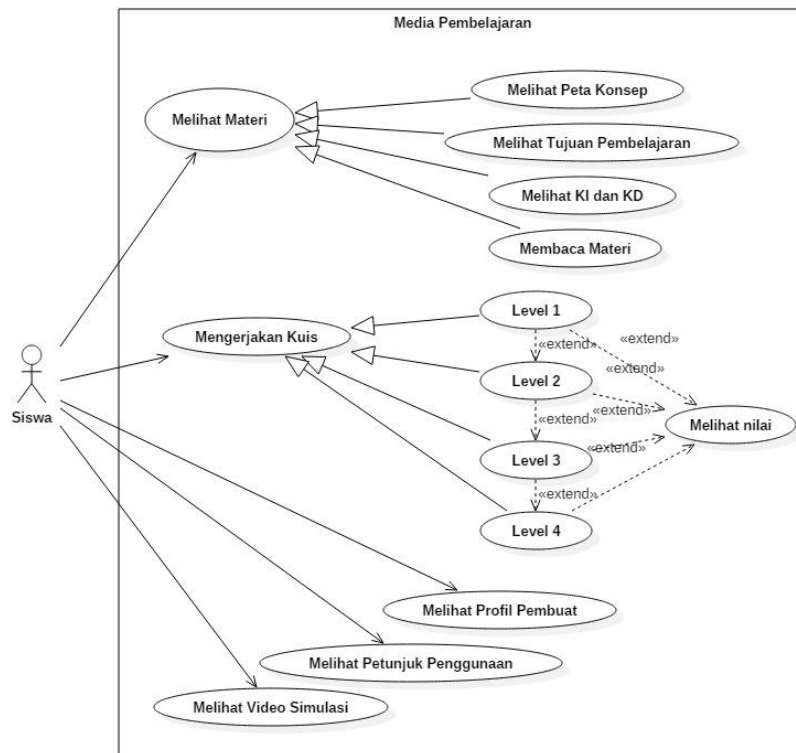 Media Pembelajaran
Melihat Materi
Melihat Peta Konsep
Melihat Tujuan Pembelajaran
Melihat KI dan KD
Membaca Materi
Mengerjakan Kuis
Level 1
«extend»
«extend»
«extend»
Level 2
«extend»
«extend»
Melihat nilai
«extend»
Level 3
«extend»
Level 4
Siswa
Melihat Profil Pembuat
Melihat Petunjuk Penggunaan
Melihat Video Simulasi